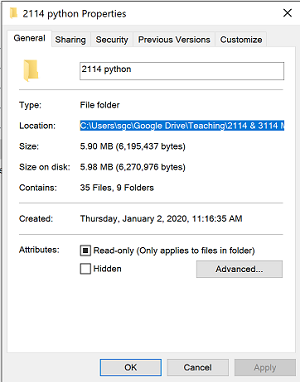 2114 python Properties
General Sharing Security Previous Versions Customize
2114 python
Type: File folder
Location: C:\Users\sgc\Google Drive\Teaching\2114 & 3114 M
Size: 5.90 MB (6,195,437 bytes)
Size on disk: 5.98 MB (6,270,976 bytes)
Contains: 35 Files, 9 Folders
Created: Thursday, January 2, 2020, 11:16:35 AM
Attributes: Read-only (Only applies to files in folder)
Hidden Advanced...
OK Cancel Apply